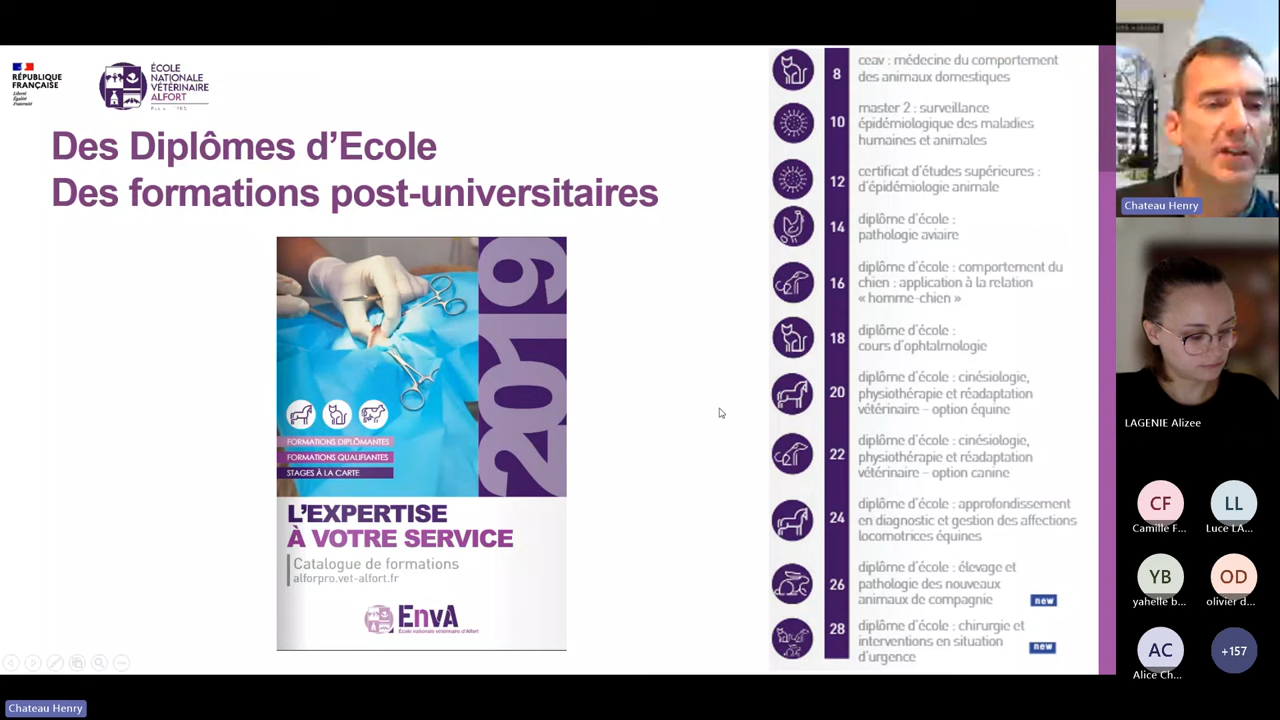 RÉPUBLIQUE
FRANÇAISE
Liberté
Égalité
Fraternité
ÉCOLE
NATIONALE
VÉTÉRINAIRE
ALFORT
Des Diplômes d'Ecole
Des formations post-universitaires
2019
FORMATIONS DIPLÔMANTES
FORMATIONS QUALIFIANTES
STAGES À LA CARTE
L'EXPERTISE
À VOTRE SERVICE
Catalogue de formations
alforpro.vet-alfort.fr
EnvA
École nationale vétérinaire d'Alfort
8
ceav : médecine du comportement
des animaux domestiques
10
master 2 : surveillance
épidémiologique des maladies
humaines et animales
12
certificat d'études supérieures :
d'épidémiologie animale
14
diplôme d'école :
pathologie aviaire
16
diplôme d'école : comportement du
chien : application à la relation
« homme-chien »
18
diplôme d'école :
cours d'ophtalmologie
20
diplôme d'école : cinésiologie,
physiothérapie et réadaptation
vétérinaire – option équine
22
diplôme d'école : cinésiologie,
physiothérapie et réadaptation
vétérinaire – option canine
24
diplôme d'école : approfondissement
en diagnostic et gestion des affections
locomotrices équines
26
diplôme d'école : élevage et
pathologie des nouveaux
animaux de compagnie
new
28
diplôme d'école : chirurgie et
interventions en situation
d'urgence
new
Chateau Henry
LAGENIE Alizee
CF
Camille F...
LL
Luce LA...
YB
yahelle b...
OD
olivier d...
AC
Alice Ch...
+157
Chateau Henry